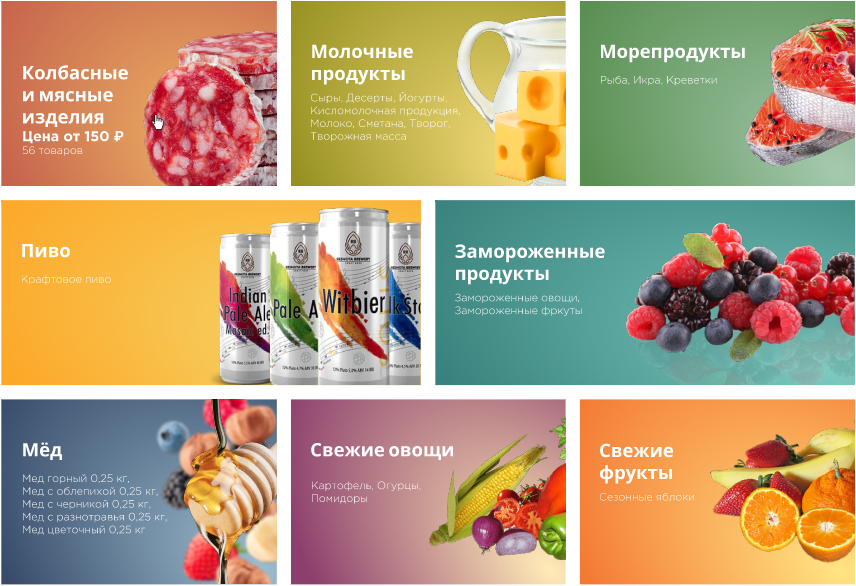 Колбасные
и мясные
изделия
Цена от 150 ₽
56 товаров
Молочные
продукты
Сыры, Десерты, Йогурты,
Кисломолочная продукция,
Молоко, Сметана, Творог,
Творожная масса
Морепродукты
Рыба, Икра, Креветки
Пиво
Крафтовое пиво
Indian
Pale Ale
Pale A
Witbier
lk Sto
Замороженные
продукты
Замороженные овощи,
Замороженные фркуты
Мёд
Мед горный 0,25 кг,
Мед с облепихой 0,25 кг,
Мед с черникой 0,25 кг,
Мед с разнотравья 0,25 кг,
Мед цветочный 0,25 кг
Свежие овощи
Картофель, Огурцы,
Помидоры
Свежие
фрукты
Сезонные яблоки